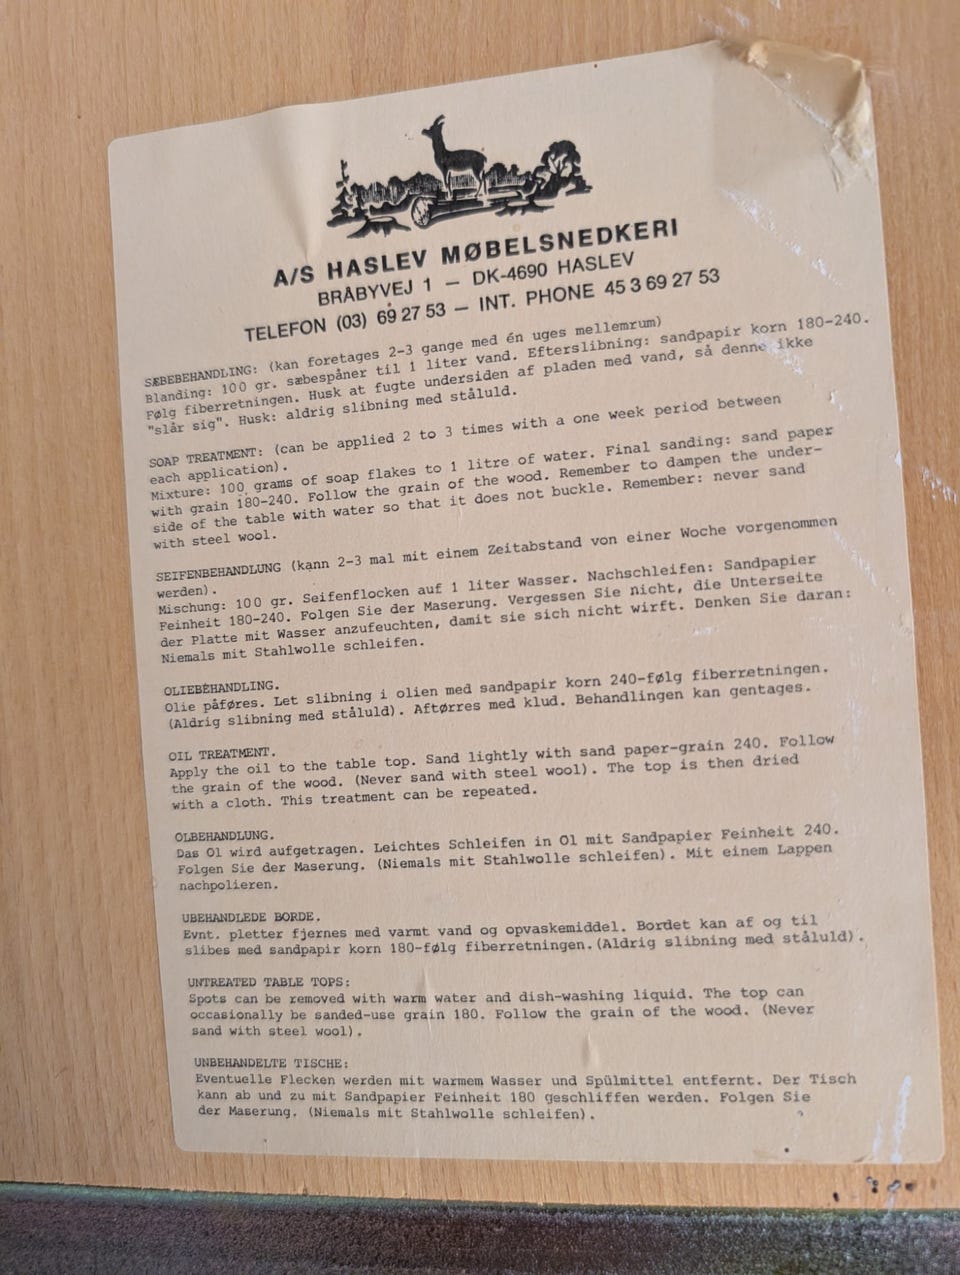 A/S HASLEV MØBELSNEDKERI
BRÅBYVEJ 1 — DK-4690 HASLEV
TELEFON (03) 69 27 53 — INT. PHONE 45 3 69 27 53
SÆBEBEHANDLING: (kan foretages 2-3 gange med én uges mellemrum)
Blanding: 100 gr. sæbespåner til 1 liter vand. Efterslibning: sandpapir korn 180-240.
Følg fiberretningen. Husk at fugte undersiden af pladen med vand, så denne ikke
"slår sig". Husk: aldrig slibning med ståluld.
SOAP TREATMENT: (can be applied 2 to 3 times with a one week period between
each application).
Mixture: 100 grams of soap flakes to 1 litre of water. Final sanding: sand paper
with grain 180-240. Follow the grain of the wood. Remember to dampen the under-
side of the table with water so that it does not buckle. Remember: never sand
with steel wool.
SEIFENBEHANDLUNG (kann 2-3 mal mit einem Zeitabstand von einer Woche vorgenommen
werden).
Mischung: 100 gr. Seifenflocken auf 1 liter Wasser. Nachschleifen: Sandpapier
Feinheit 180-240. Folgen Sie der Maserung. Vergessen Sie nicht, die Unterseite
der Platte mit Wasser anzufeuchten, damit sie sich nicht wirft. Denken Sie daran:
Niemals mit Stahlwolle schleifen.
OLIEBEHANDLING.
Olie påføres. Let slibning i olien med sandpapir korn 240-følg fiberretningen.
(Aldrig slibning med ståluld). Aftørres med klud. Behandlingen kan gentages.
OIL TREATMENT.
Apply the oil to the table top. Sand lightly with sand paper-grain 240. Follow
the grain of the wood. (Never sand with steel wool). The top is then dried
with a cloth. This treatment can be repeated.
OLBEHANDLUNG.
Das Ol wird aufgetragen. Leichtes Schleifen in Ol mit Sandpapier Feinheit 240.
Folgen Sie der Maserung. (Niemals mit Stahlwolle schleifen). Mit einem Lappen
nachpolieren.
UBEHANDLEDE BORDE.
Evnt. pletter fjernes med varmt vand og opvaskemiddel. Bordet kan af og til
slibes med sandpapir korn 180-følg fiberretningen.(Aldrig slibning med ståluld).
UNTREATED TABLE TOPS:
Spots can be removed with warm water and dish-washing liquid. The top can
occasionally be sanded-use grain 180. Follow the grain of the wood. (Never
sand with steel wool).
UNBEHANDELTE TISCHE:
Eventuelle Flecken werden mit warmem Wasser und Spülmittel entfernt. Der Tisch
kann ab und zu mit Sandpapier Feinheit 180 geschliffen werden. Folgen Sie
der Maserung. (Niemals mit Stahlwolle schleifen).